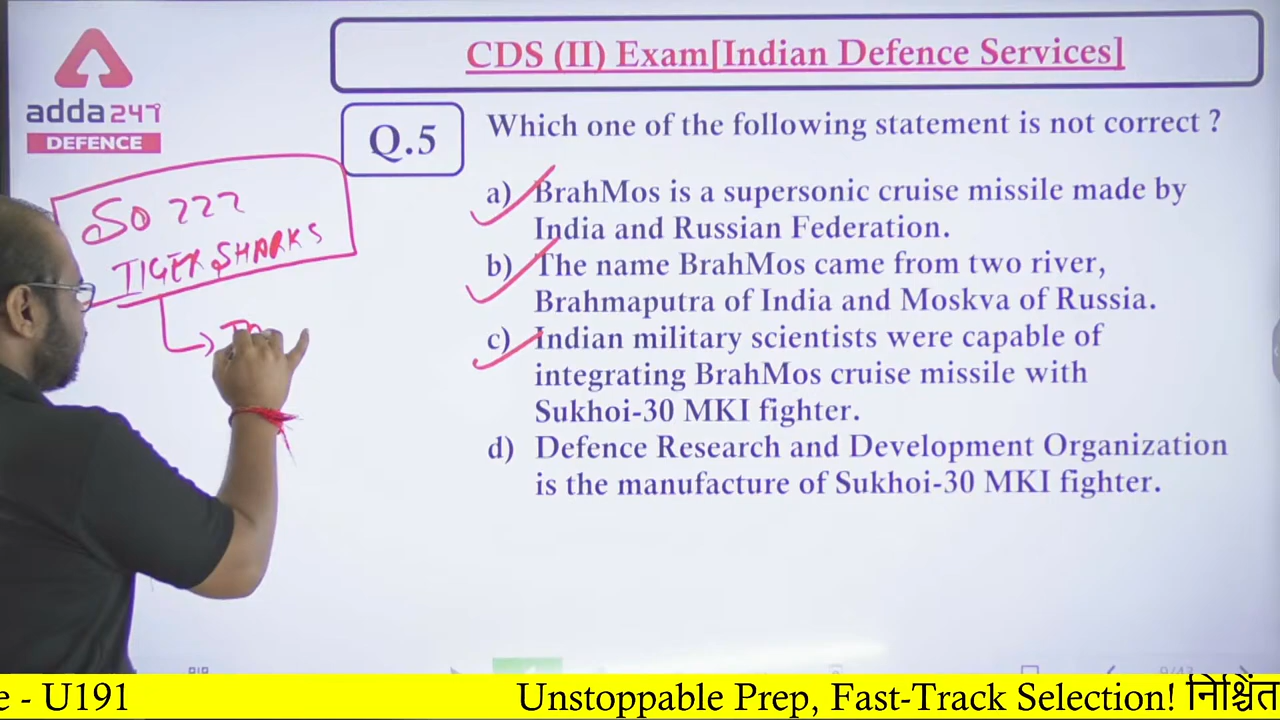 CDS (II) Exam[Indian Defence Services]
adda247
DEFENCE
Q.5
Which one of the following statement is not correct ?
a) BrahMos is a supersonic cruise missile made by
India and Russian Federation.
b) The name BrahMos came from two river,
Brahmaputra of India and Moskva of Russia.
c) Indian military scientists were capable of
integrating BrahMos cruise missile with
Sukhoi-30 MKI fighter.
d) Defence Research and Development Organization
is the manufacture of Sukhoi-30 MKI fighter.
SQ 222
TIGER SHARKS
e - U191
Unstoppable Prep, Fast-Track Selection! निश्चिंत